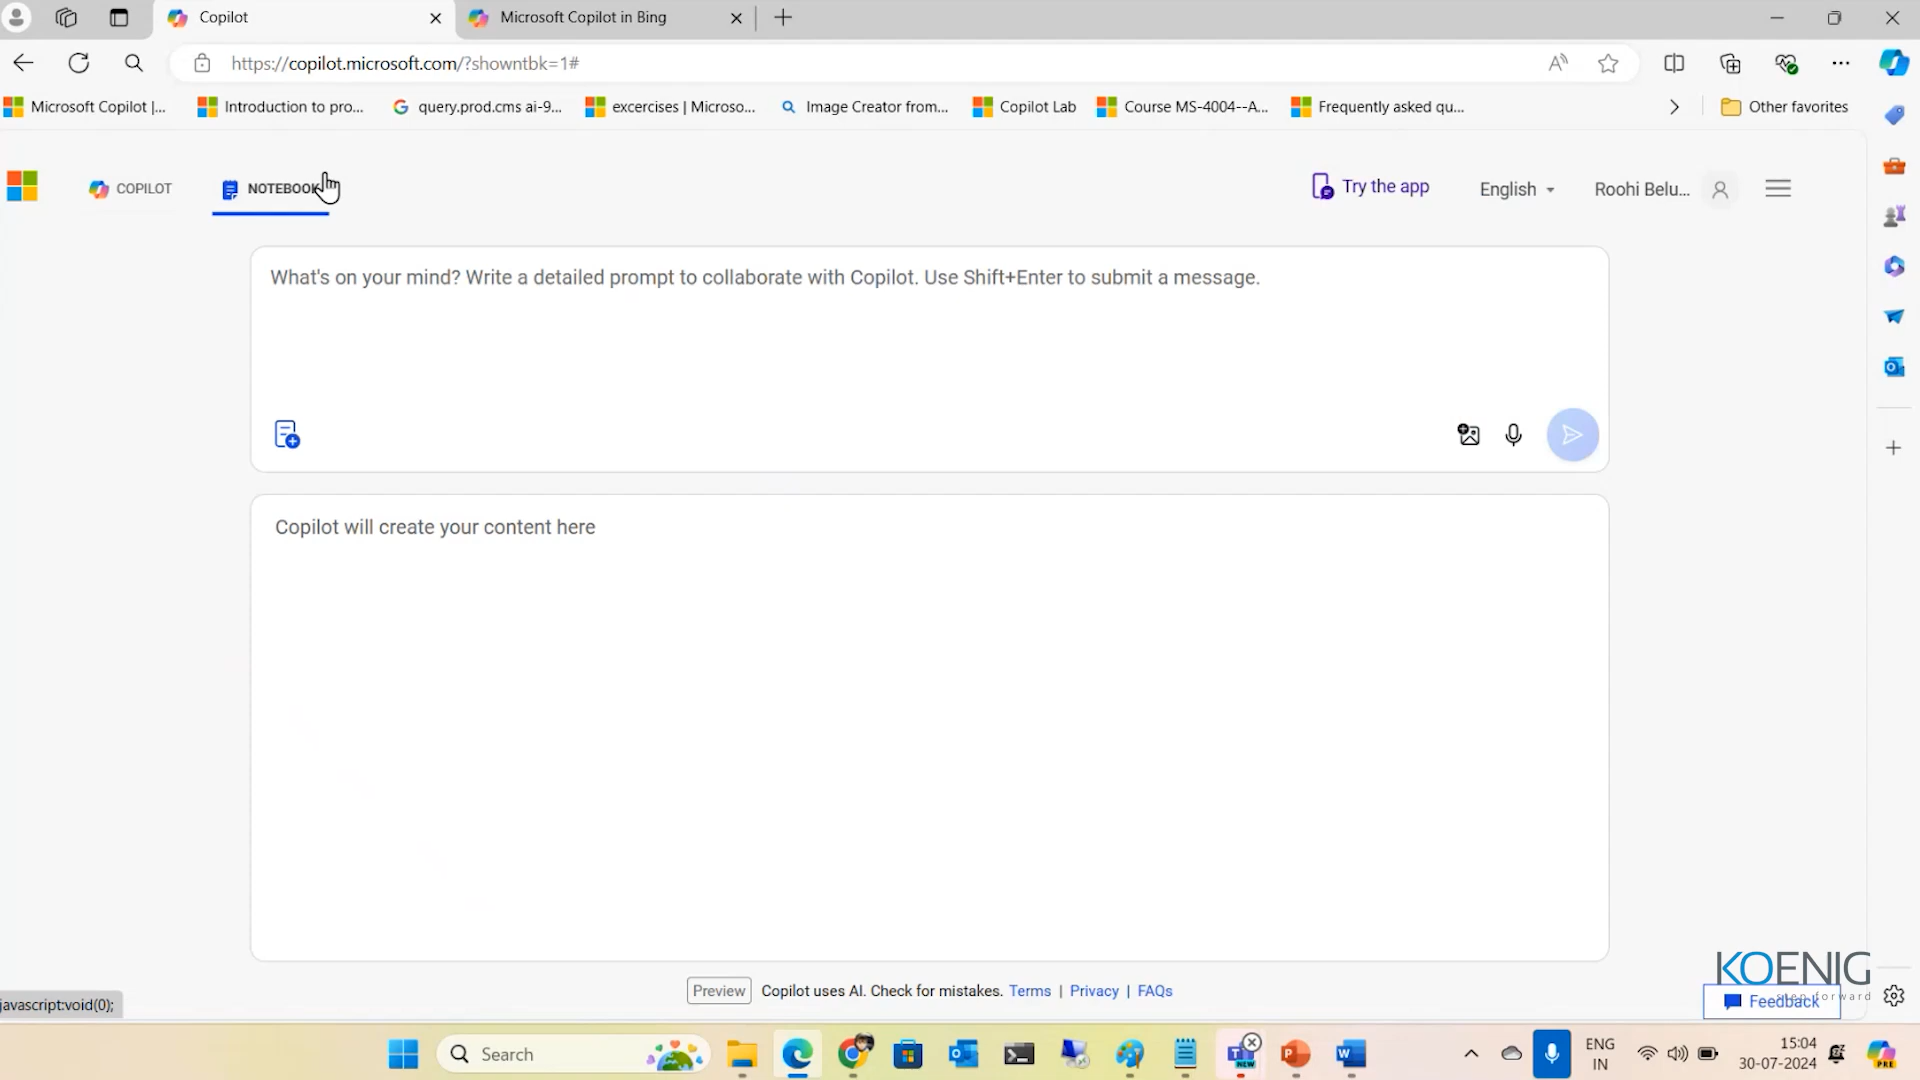 Copilot
Microsoft Copilot in Bing
https://copilot.microsoft.com/?showntbk=1#
Microsoft Copilot |...
Introduction to pro...
query.prod.cms ai-9...
excercises | Microso...
Image Creator from...
Copilot Lab
Course MS-4004--A...
Frequently asked qu...
Other favorites
COPILOT
NOTEBOOK
Try the app
English
Roohi Belu...
What's on your mind? Write a detailed prompt to collaborate with Copilot. Use Shift+Enter to submit a message.
Copilot will create your content here
KOENIG
step forward
Feedback
Preview Copilot uses AI. Check for mistakes. Terms | Privacy | FAQs
javascript:void(0);
Search
NEW
ENG
IN
15:04
30-07-2024
PRE